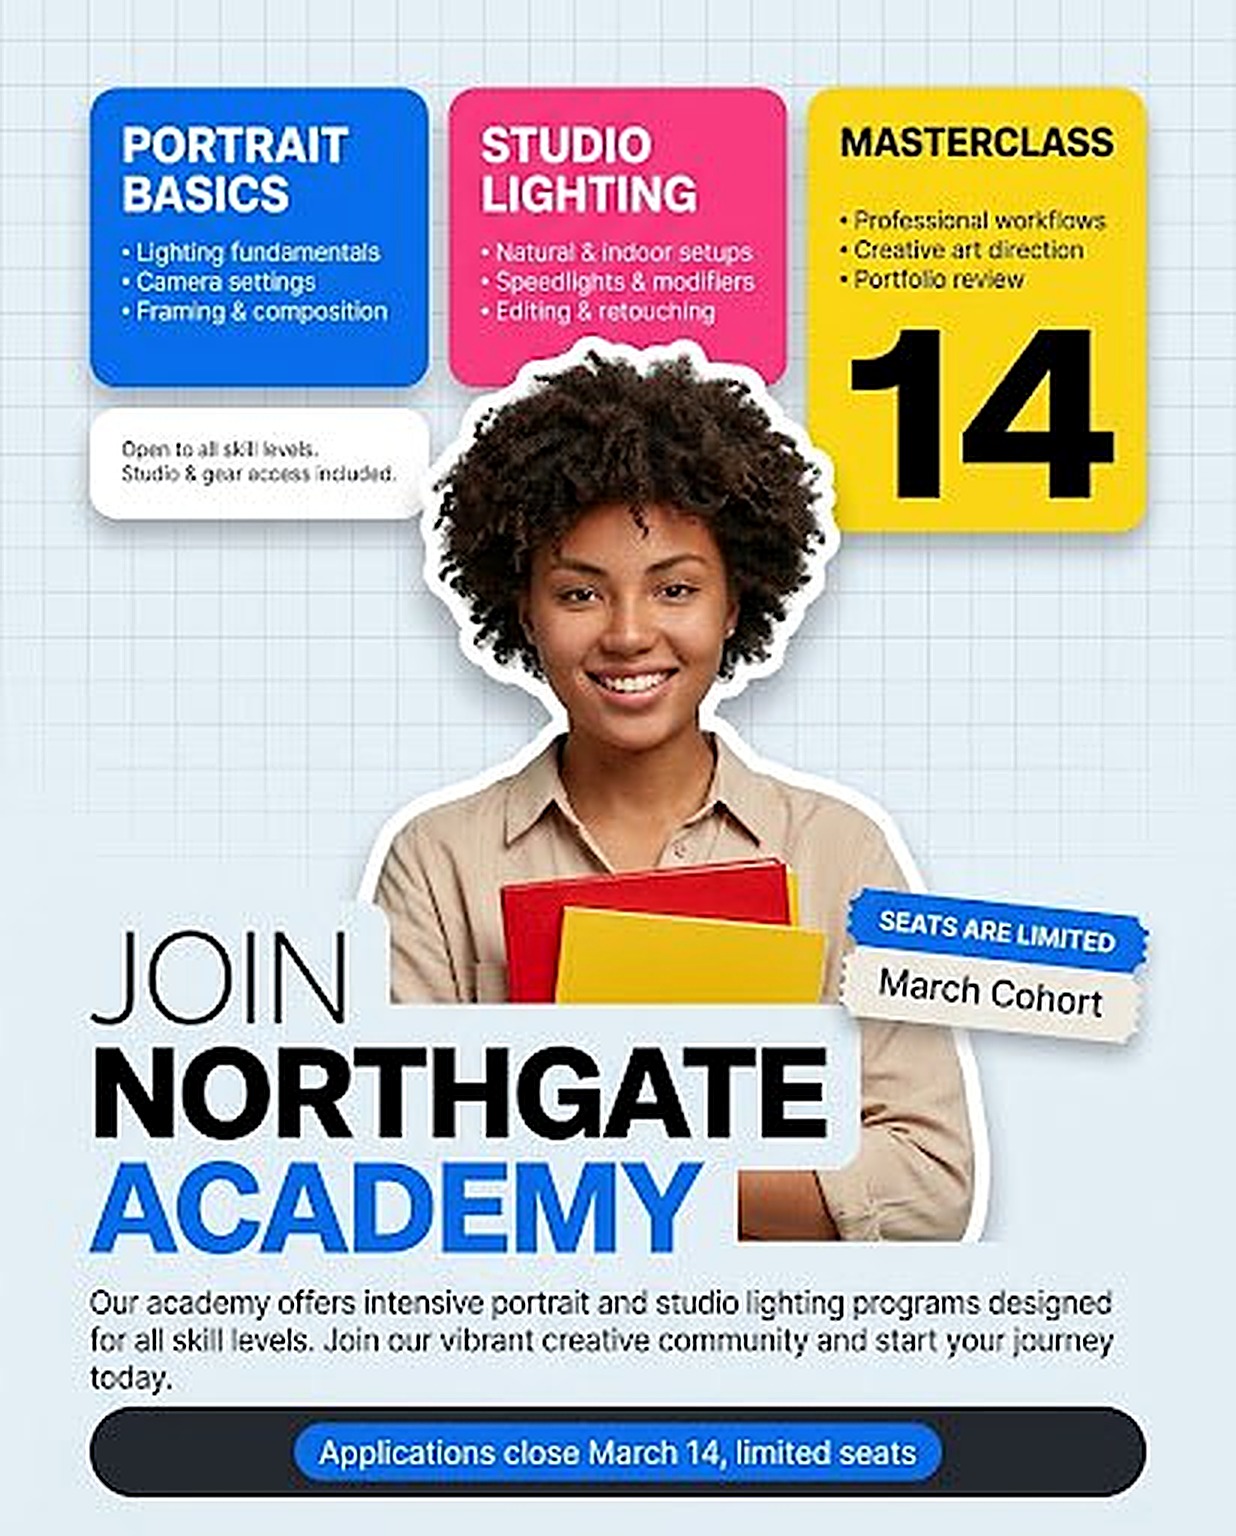 PORTRAIT
BASICS
• Lighting fundamentals
• Camera settings
• Framing & composition
STUDIO
LIGHTING
• Natural & indoor setups
• Speedlights & modifiers
• Editing & retouching
MASTERCLASS
• Professional workflows
• Creative art direction
• Portfolio review
14
Open to all skill levels.
Studio & gear access included.
SEATS ARE LIMITED
March Cohort
JOIN
NORTHGATE
ACADEMY
Our academy offers intensive portrait and studio lighting programs designed
for all skill levels. Join our vibrant creative community and start your journey
today.
Applications close March 14, limited seats